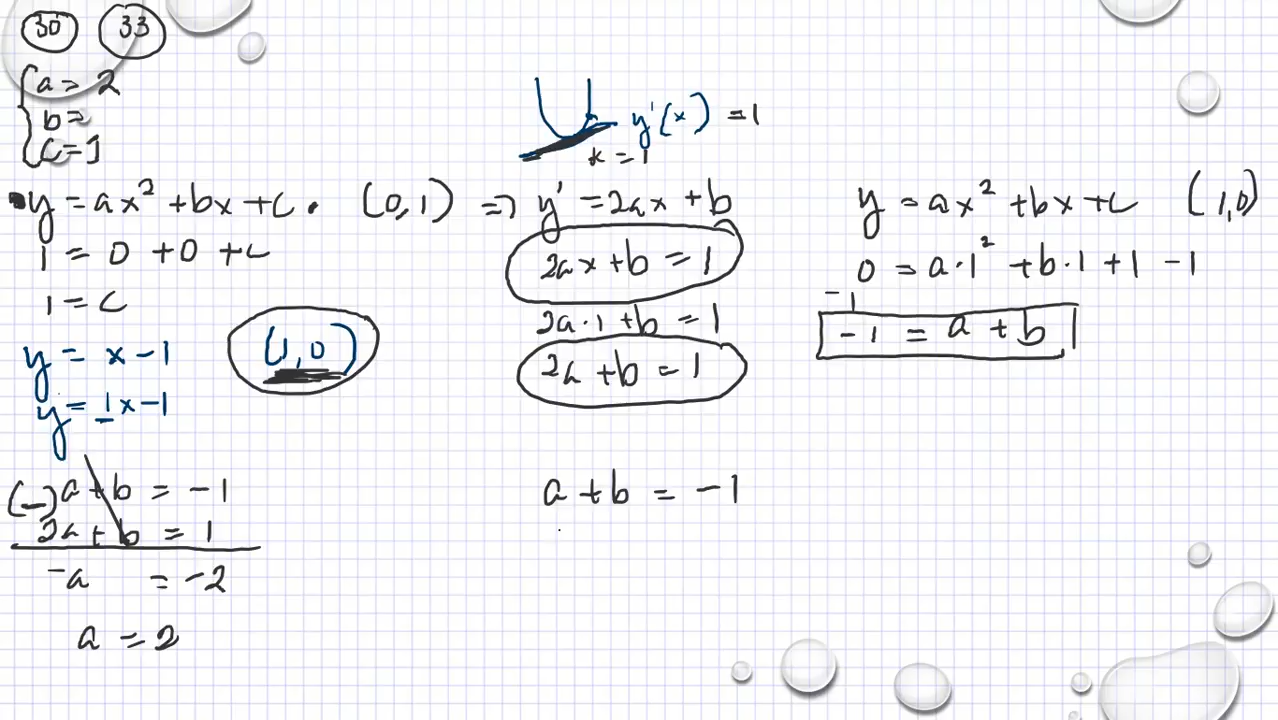 30 33
a = 2
b =
c = 1
y = ax² + bx + c . (0,1)
1 = 0 + 0 + c
1 = c
y = x - 1
y = 1x - 1
(1,0)
(-) a + b = -1
2a + b = 1
-a = -2
a = 2
y'(x) = 1
k = 1
=> y' = 2ax + b
2ax + b = 1
2a·1 + b = 1
2a + b = 1
a + b = -1
y = ax² + bx + c (1,0)
0 = a·1² + b·1 + 1 - 1
-1
-1 = a + b